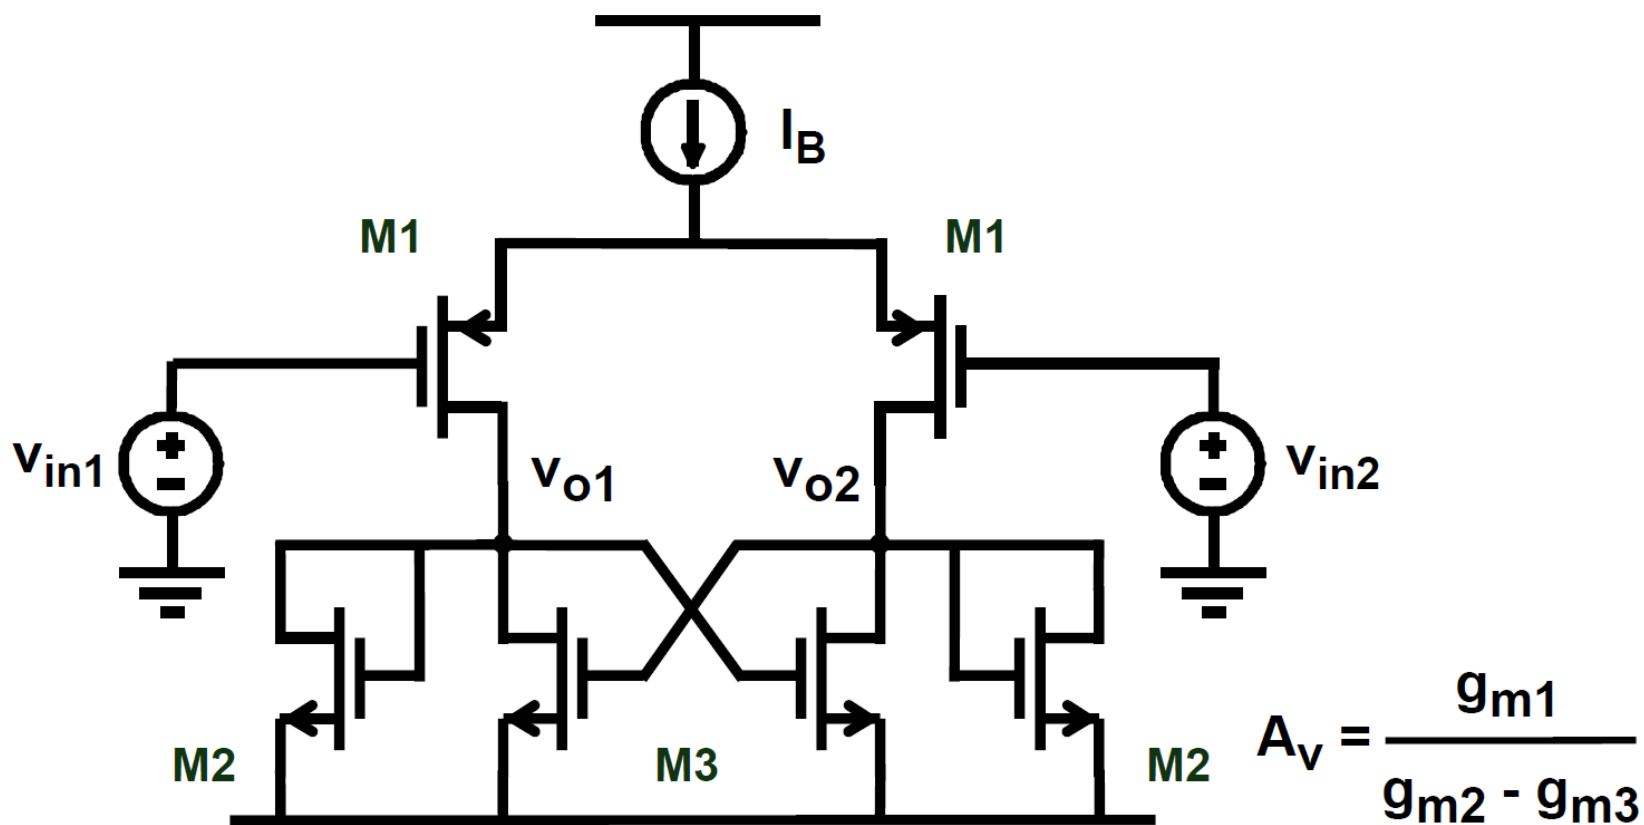 I_B
M1 M1
v_in1 v_o1 v_o2 v_in2
M2 M3 M2
A_v = g_m1 / (g_m2 - g_m3)